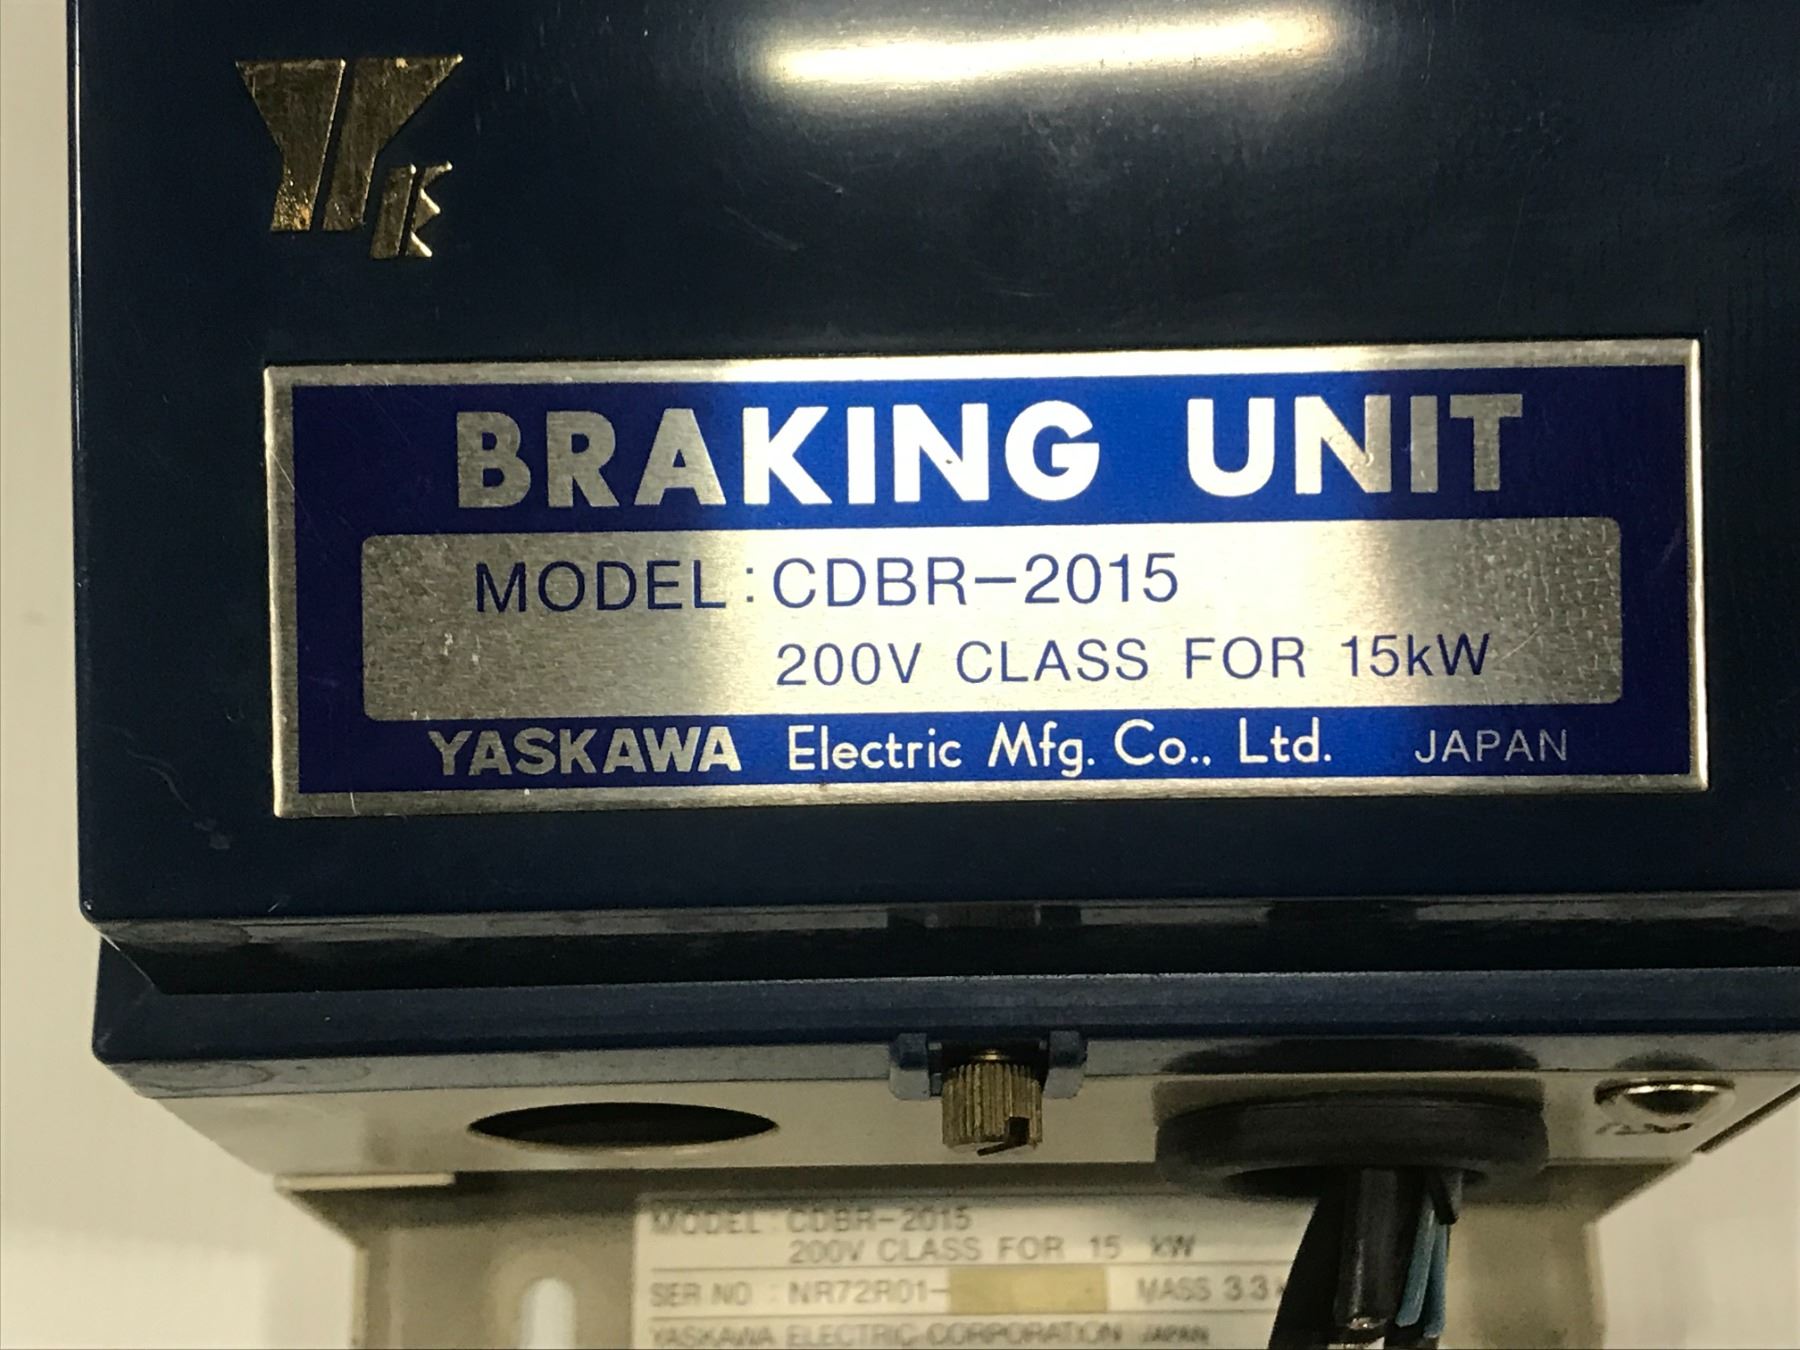 YE
BRAKING UNIT
MODEL : CDBR-2015
200V CLASS FOR 15kW
YASKAWA Electric Mfg. Co., Ltd. JAPAN
MODEL : CDBR-2015
200V CLASS FOR 15 kW
SER NO : NR72R01- MASS 3.3
YASKAWA ELECTRIC CORPORATION JAPAN